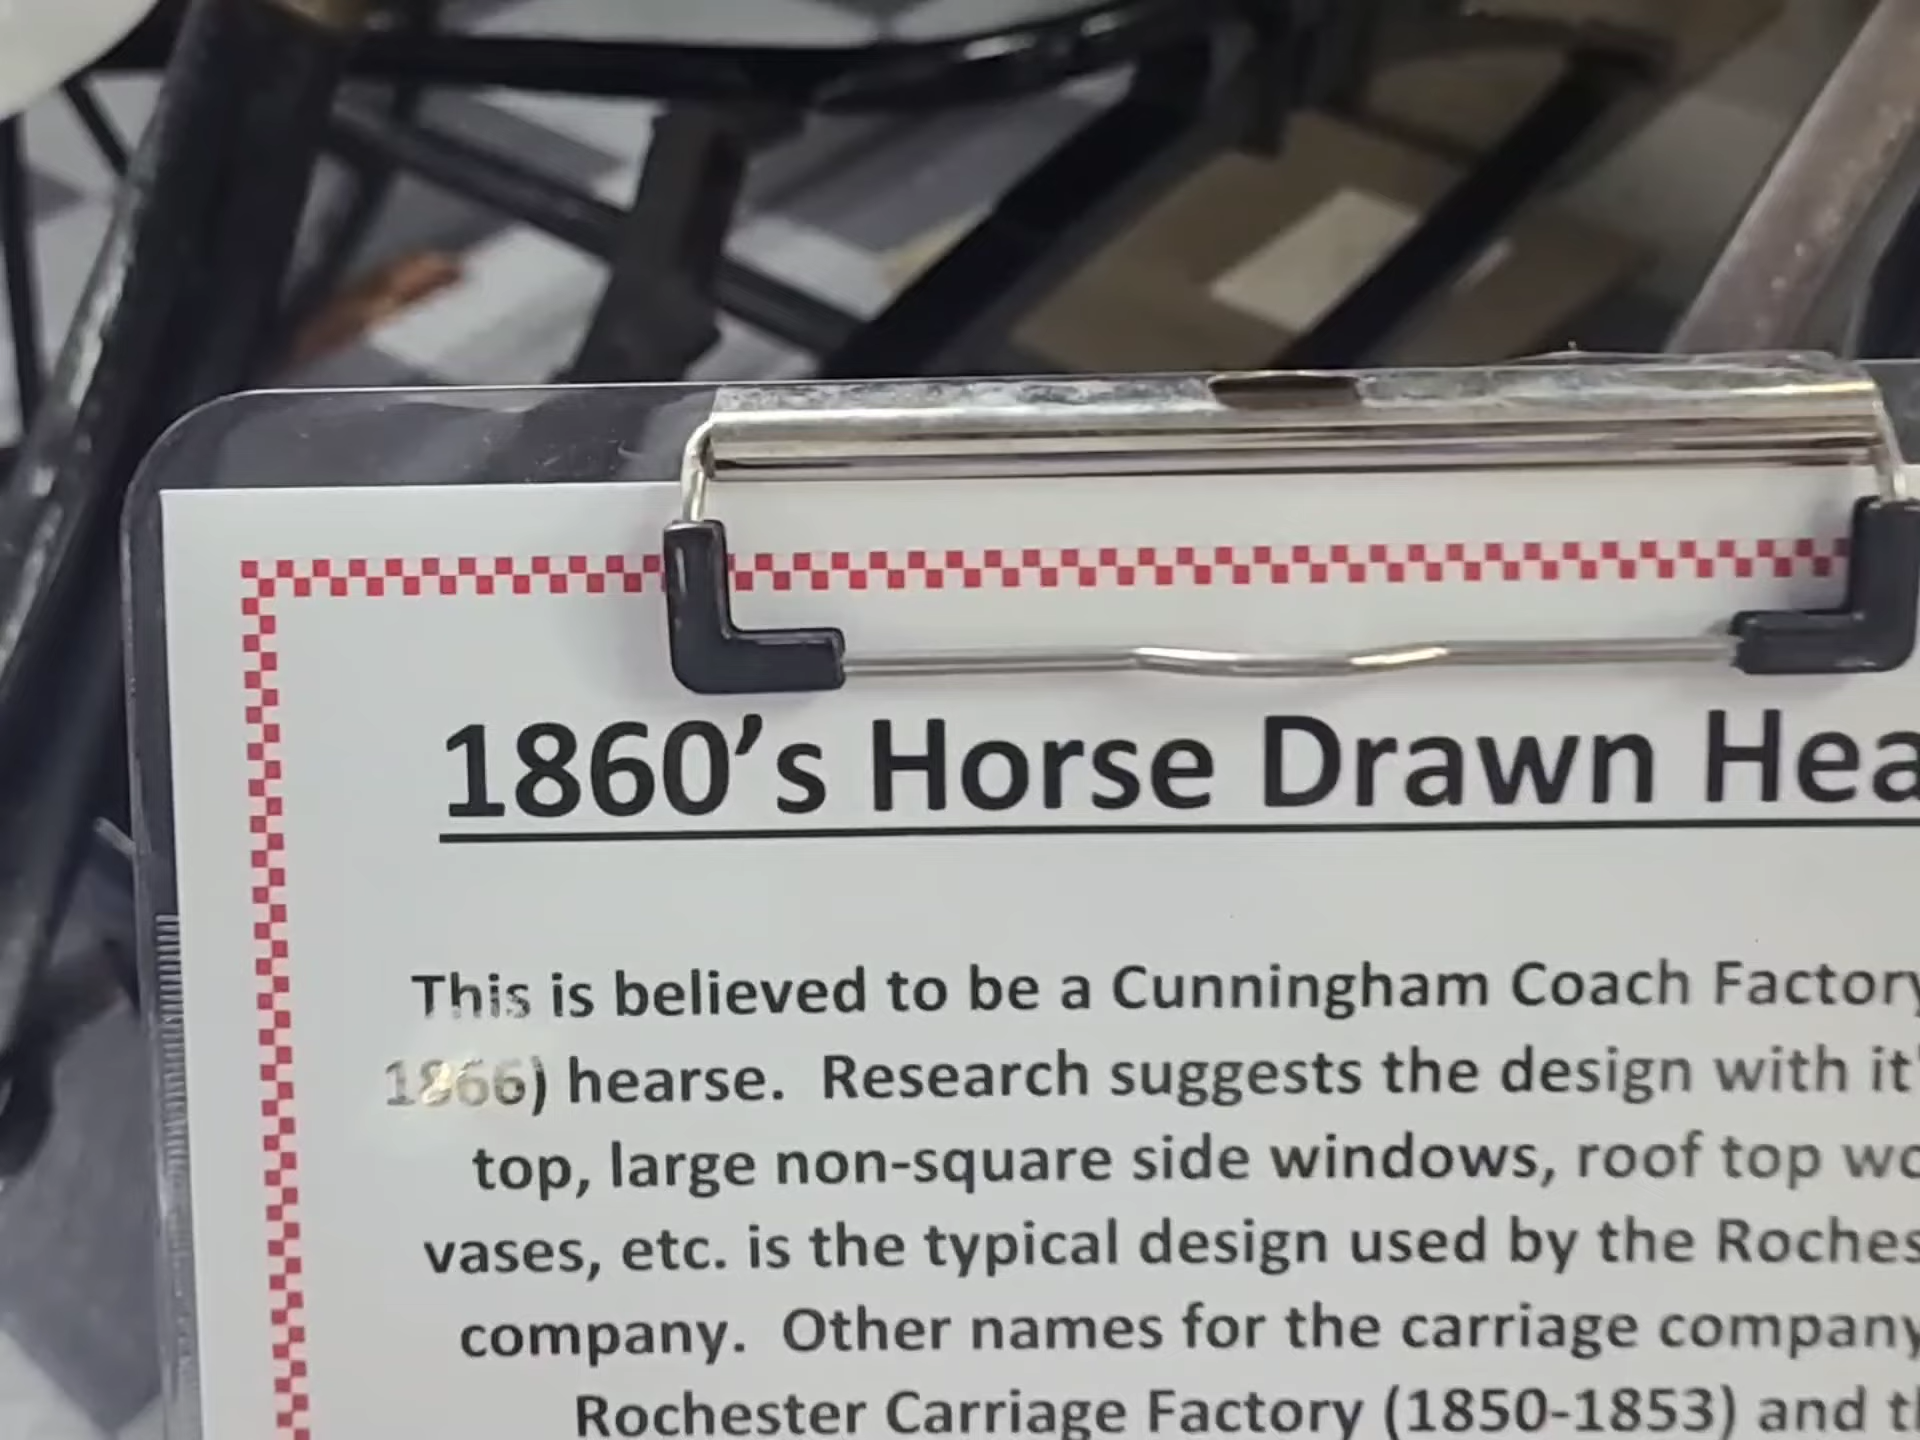 1860's Horse Drawn Hea
This is believed to be a Cunningham Coach Factory
1866) hearse. Research suggests the design with it'
top, large non-square side windows, roof top wo
vases, etc. is the typical design used by the Roches
company. Other names for the carriage company
Rochester Carriage Factory (1850-1853) and th